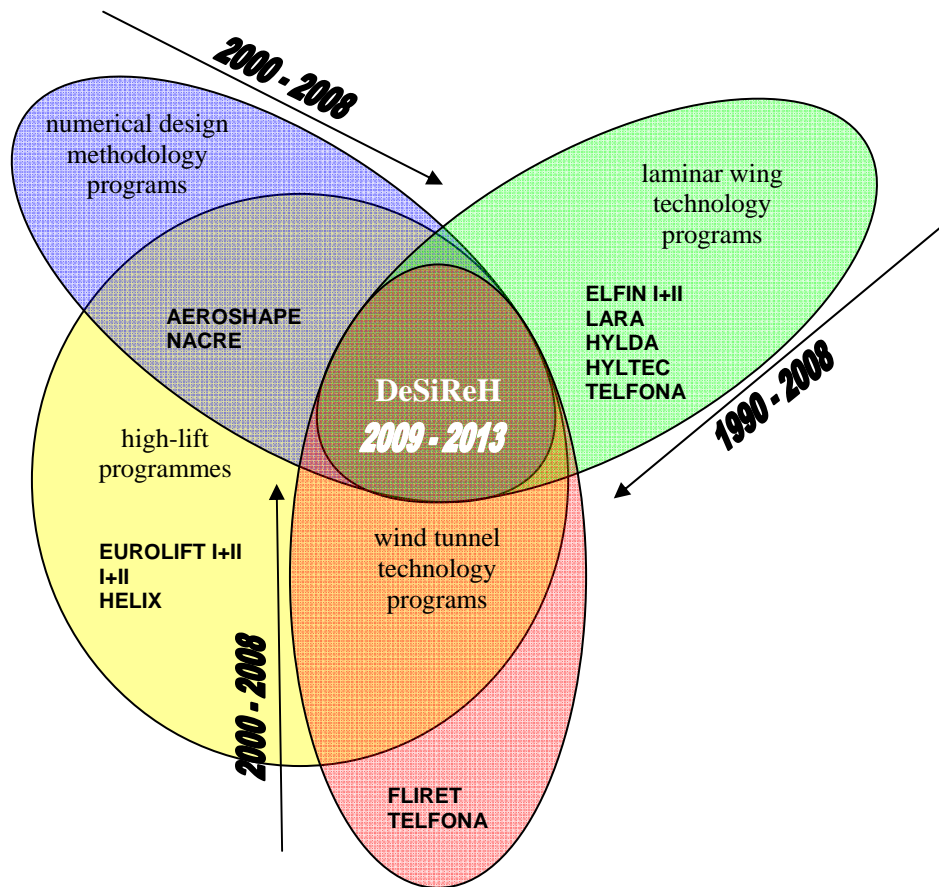 2000 - 2008
numerical design
methodology
programs
laminar wing
technology
programs
ELFIN I+II
LARA
HYLDA
HYLTEC
TELFONA
1990 - 2008
AEROSHAPE
NACRE
DeSiReH
2009 - 2013
high-lift
programmes
EUROLIFT I+II
I+II
HELIX
2000 - 2008
wind tunnel
technology
programs
FLIRET
TELFONA